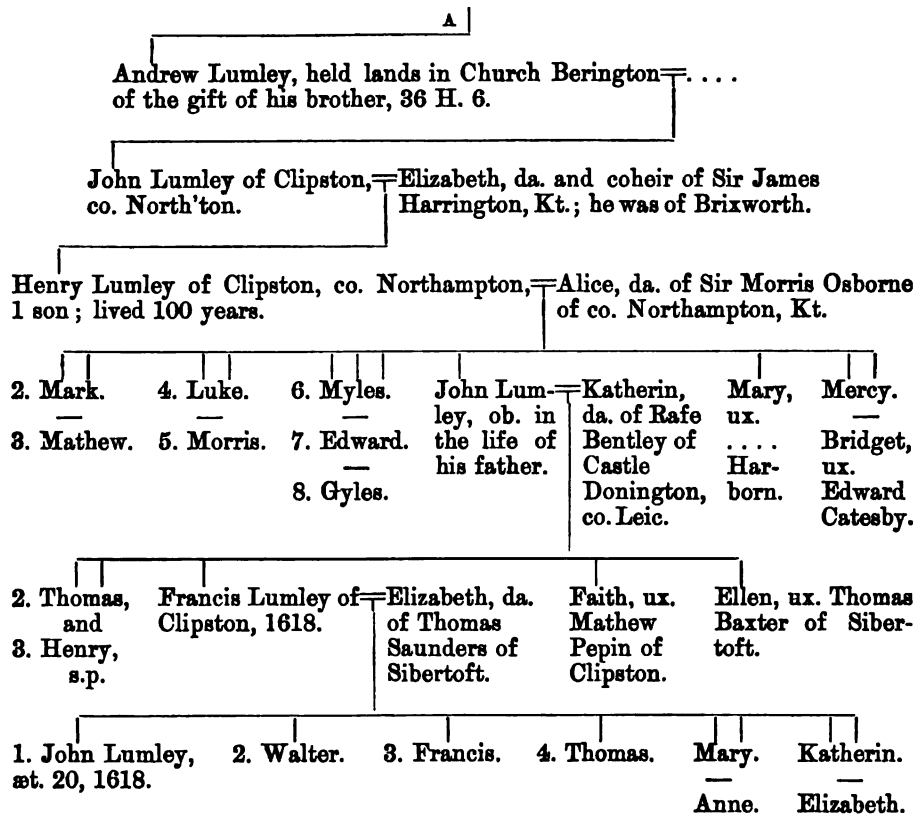 A
Andrew Lumley, held lands in Church Berington=. . . .
of the gift of his brother, 36 H. 6.
John Lumley of Clipston,=Elizabeth, da. and coheir of Sir James
co. North'ton. Harrington, Kt.; he was of Brixworth.
Henry Lumley of Clipston, co. Northampton,=Alice, da. of Sir Morris Osborne
1 son; lived 100 years. of co. Northampton, Kt.
2. Mark.
—
3. Mathew.
4. Luke.
—
5. Morris.
6. Myles.
—
7. Edward.
—
8. Gyles.
John Lum-
ley, ob. in
the life of
his father.
=Katherin,
da. of Rafe
Bentley of
Castle
Donington,
co. Leic.
Mary,
ux.
. . . .
Har-
born.
Mercy.
—
Bridget,
ux.
Edward
Catesby.
2. Thomas,
and
3. Henry,
s.p.
Francis Lumley of
Clipston, 1618.
=Elizabeth, da.
of Thomas
Saunders of
Sibertoft.
Faith, ux.
Mathew
Pepin of
Clipston.
Ellen, ux. Thomas
Baxter of Siber-
toft.
1. John Lumley,
æt. 20, 1618.
2. Walter.
3. Francis.
4. Thomas.
Mary.
—
Anne.
Katherin.
—
Elizabeth.